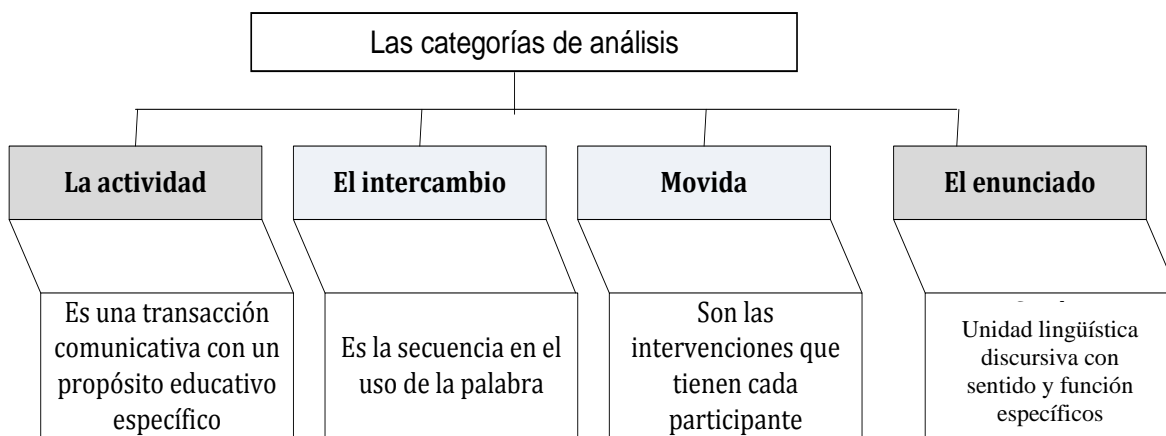 Las categorías de análisis
La actividad
El intercambio
Movida
El enunciado
Es una transacción
comunicativa con un
propósito educativo
específico
Es la secuencia en el
uso de la palabra
Son las
intervenciones que
tienen cada
participante
Unidad lingüística
discursiva con
sentido y función
específicos